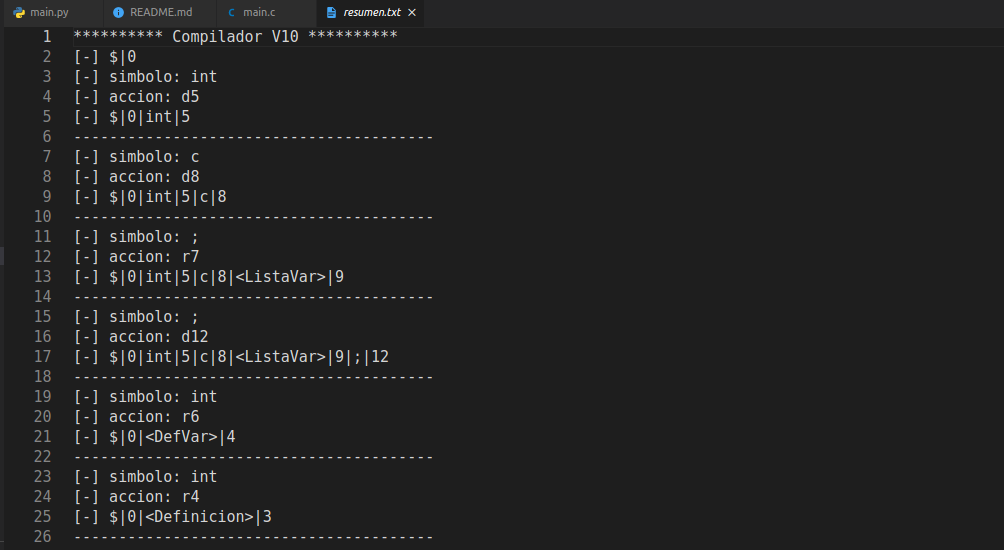 main.py README.md main.c resumen.txt
1 ********** Compilador V10 **********
2 [-] $|0
3 [-] simbolo: int
4 [-] accion: d5
5 [-] $|0|int|5
6 ----------------------------------------
7 [-] simbolo: c
8 [-] accion: d8
9 [-] $|0|int|5|c|8
10 ----------------------------------------
11 [-] simbolo: ;
12 [-] accion: r7
13 [-] $|0|int|5|c|8|<ListaVar>|9
14 ----------------------------------------
15 [-] simbolo: ;
16 [-] accion: d12
17 [-] $|0|int|5|c|8|<ListaVar>|9|;|12
18 ----------------------------------------
19 [-] simbolo: int
20 [-] accion: r6
21 [-] $|0|<DefVar>|4
22 ----------------------------------------
23 [-] simbolo: int
24 [-] accion: r4
25 [-] $|0|<Definicion>|3
26 ----------------------------------------